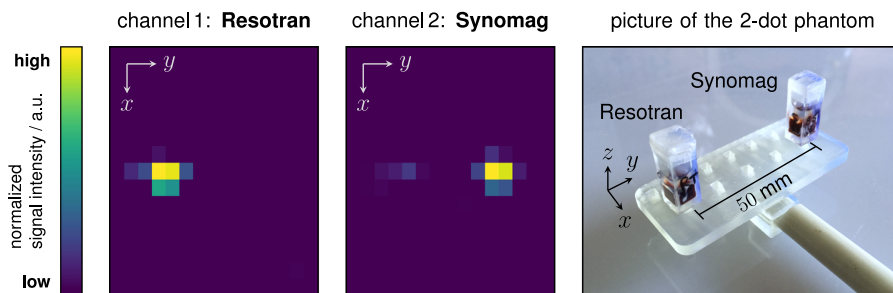 channel 1: Resotran
channel 2: Synomag
picture of the 2-dot phantom
high
low
normalized
signal intensity / a.u.
y
x
y
x
Synomag
Resotran
z
y
x
50 mm